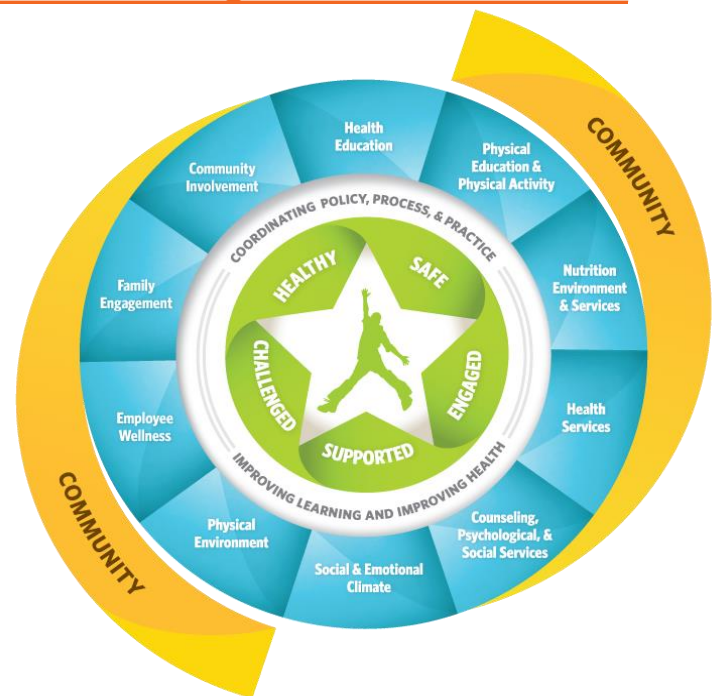 COMMUNITY
Health
Education
Physical
Education &
Physical Activity
Nutrition
Environment
& Services
Health
Services
Counseling,
Psychological, &
Social Services
Social & Emotional
Climate
Physical
Environment
Employee
Wellness
Family
Engagement
Community
Involvement
COORDINATING POLICY, PROCESS, & PRACTICE
IMPROVING LEARNING AND IMPROVING HEALTH
HEALTHY
SAFE
ENGAGED
SUPPORTED
CHALLENGED
COMMUNITY